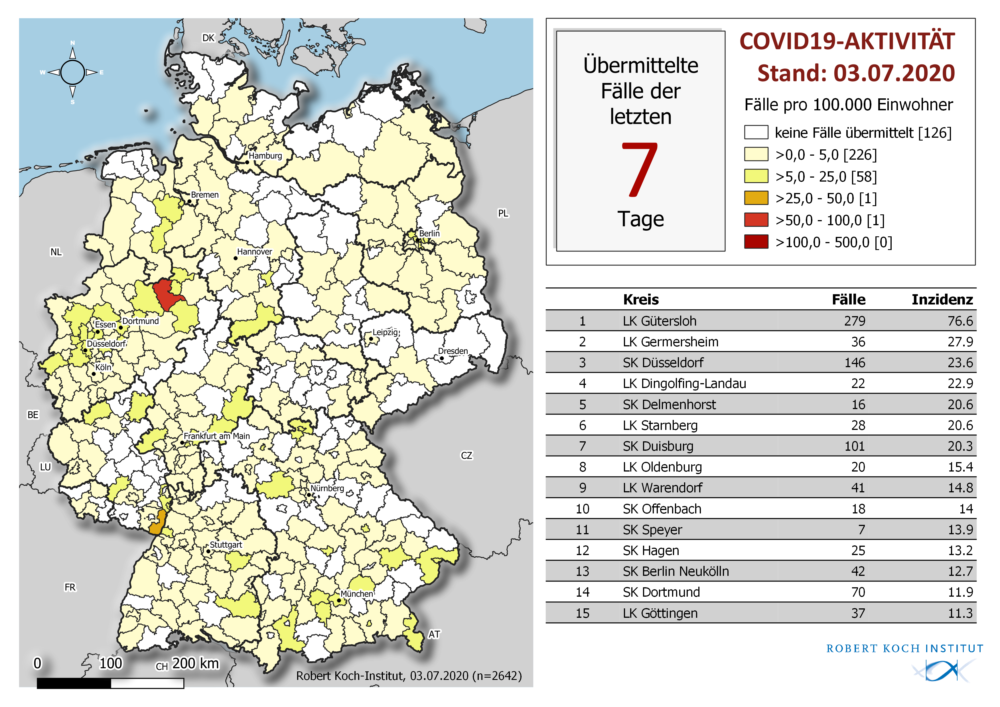 DK
N
W E
S
Hamburg
Bremen
PL
Berlin
NL
Hannover
Essen
Dortmund
Düsseldorf
Leipzig
Dresden
Köln
BE
Frankfurt am Main
LU
CZ
Nürnberg
Stuttgart
FR
München
AT
0 100 200 km
CH
Robert Koch-Institut, 03.07.2020 (n=2642)
Übermittelte
Fälle der
letzten
7
Tage
COVID19-AKTIVITÄT
Stand: 03.07.2020
Fälle pro 100.000 Einwohner
keine Fälle übermittelt [126]
>0,0 - 5,0 [226]
>5,0 - 25,0 [58]
>25,0 - 50,0 [1]
>50,0 - 100,0 [1]
>100,0 - 500,0 [0]
Kreis Fälle Inzidenz
1 LK Gütersloh 279 76.6
2 LK Germersheim 36 27.9
3 SK Düsseldorf 146 23.6
4 LK Dingolfing-Landau 22 22.9
5 SK Delmenhorst 16 20.6
6 LK Starnberg 28 20.6
7 SK Duisburg 101 20.3
8 LK Oldenburg 20 15.4
9 LK Warendorf 41 14.8
10 SK Offenbach 18 14
11 SK Speyer 7 13.9
12 SK Hagen 25 13.2
13 SK Berlin Neukölln 42 12.7
14 SK Dortmund 70 11.9
15 LK Göttingen 37 11.3
ROBERT KOCH INSTITUT